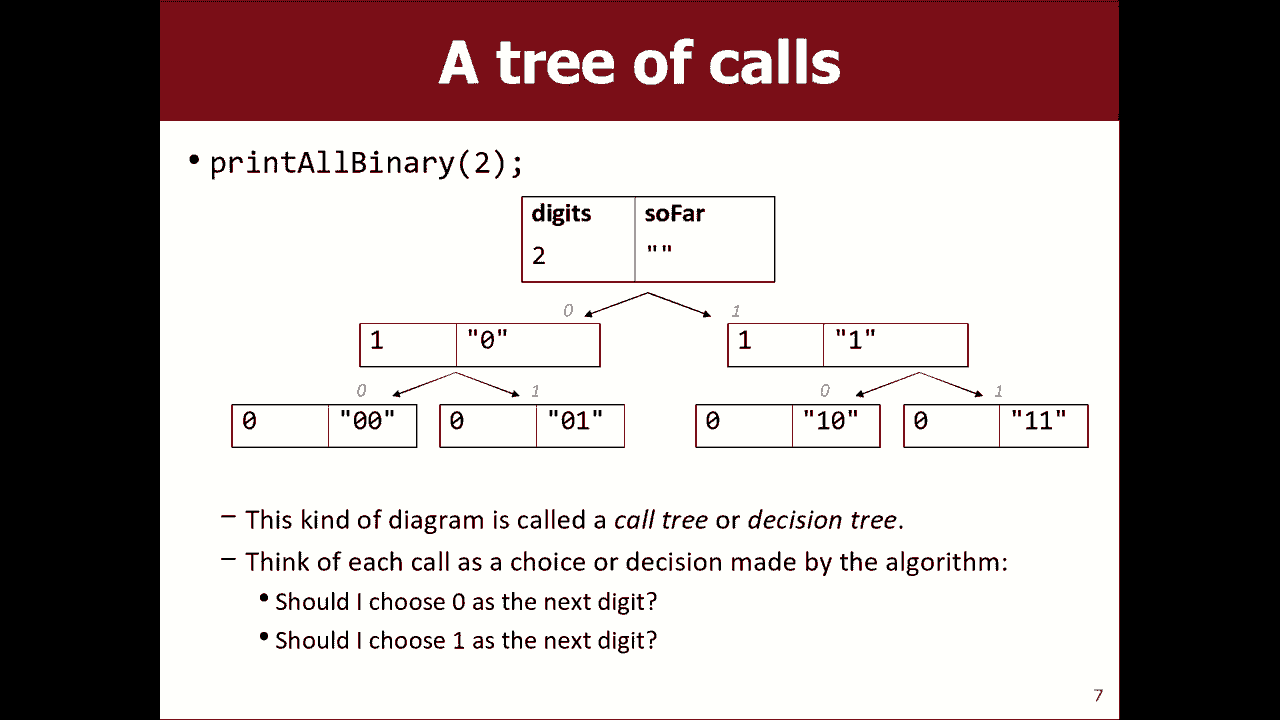 A tree of calls
• printAllBinary(2);
digits soFar
2 ""
0 1
1 "0" 1 "1"
0 1 0 1
0 "00" 0 "01" 0 "10" 0 "11"
– This kind of diagram is called a call tree or decision tree.
– Think of each call as a choice or decision made by the algorithm:
• Should I choose 0 as the next digit?
• Should I choose 1 as the next digit?
7